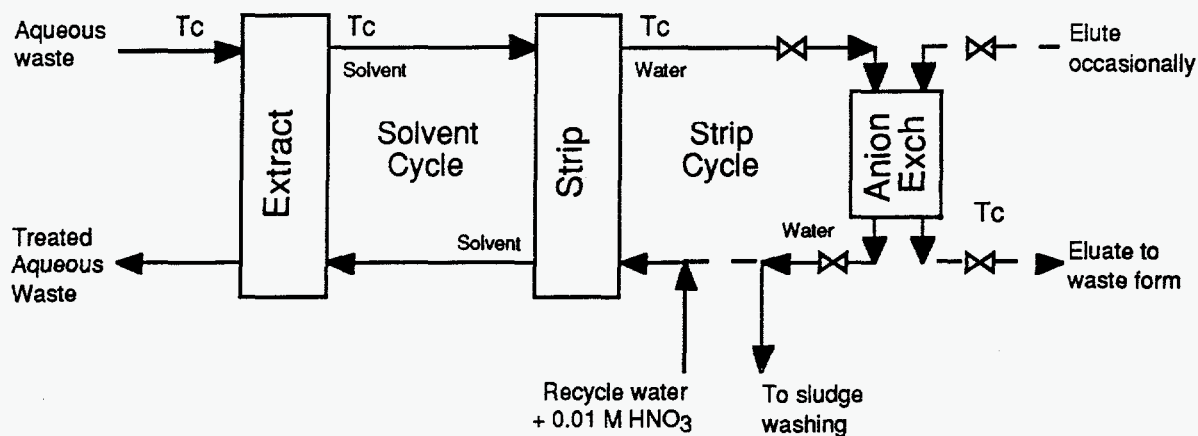 Aqueous
waste
Tc
Extract
Tc
Solvent
Solvent
Cycle
Solvent
Strip
Tc
Water
Strip
Cycle
Water
Anion
Exch
Elute
occasionally
Tc
Eluate to
waste form
Treated
Aqueous
Waste
Recycle water
+ 0.01 M HNO3
To sludge
washing